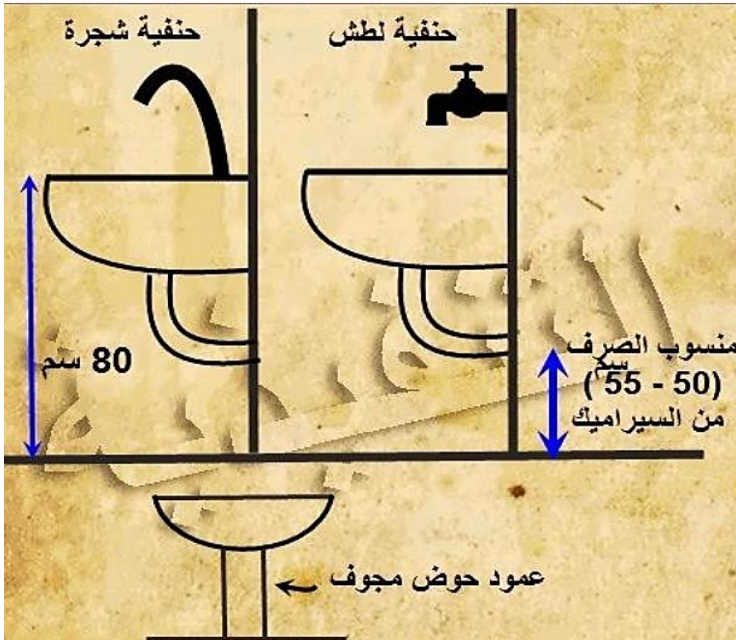 حنفية شجرة
حنفية لطش
80 سم
منسوب الصرف
سم
(50 - 55)
من السيراميك
عمود حوض مجوف